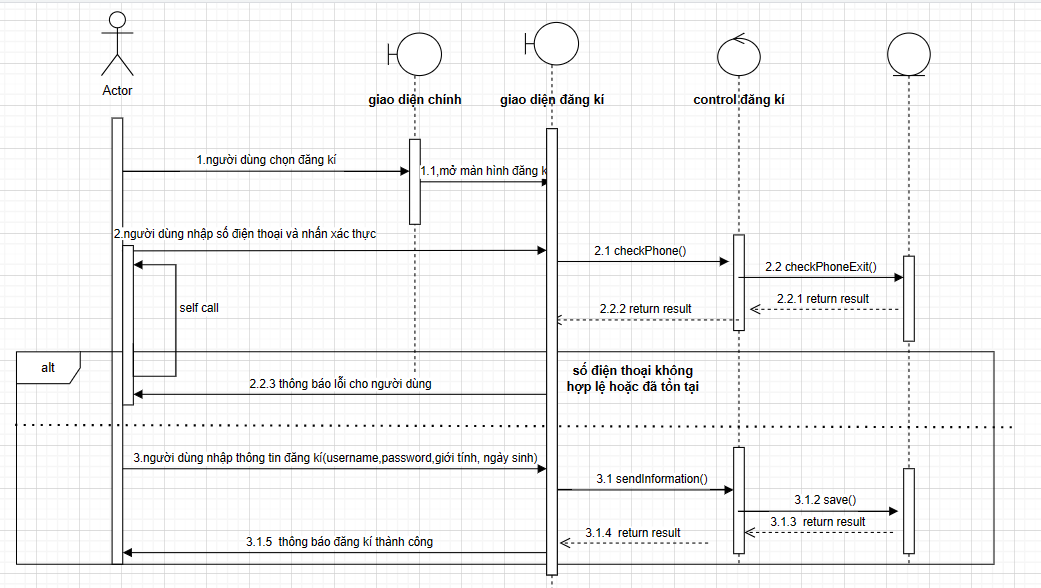 Actor
giao diện chính
giao diện đăng kí
control đăng kí
1.người dùng chọn đăng kí
1.1,mở màn hình đăng k
2.người dùng nhập số điện thoại và nhấn xác thực
2.1 checkPhone()
2.2 checkPhoneExit()
self call
2.2.1 return result
2.2.2 return result
alt
số điện thoại không
hợp lệ hoặc đã tồn tại
2.2.3 thông báo lỗi cho người dùng
3.người dùng nhập thông tin đăng kí(username,password,giới tính, ngày sinh)
3.1 sendInformation()
3.1.2 save()
3.1.3 return result
3.1.4 return result
3.1.5 thông báo đăng kí thành công